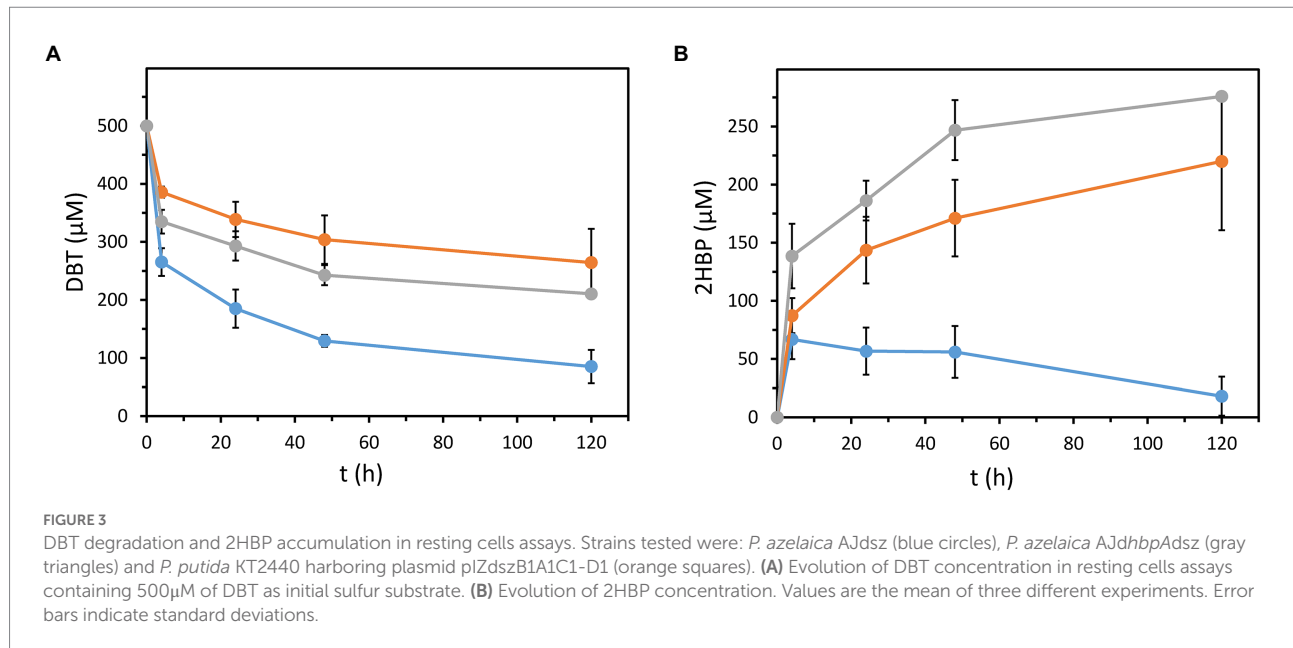 A
500
400
300
200
100
0
DBT (µM)
0 20 40 60 80 100 120
t (h)
B
250
200
150
100
50
0
2HBP (µM)
0 20 40 60 80 100 120
t (h)
FIGURE 3
DBT degradation and 2HBP accumulation in resting cells assays. Strains tested were: P. azelaica AJdsz (blue circles), P. azelaica AJdhbpAdsz (gray
triangles) and P. putida KT2440 harboring plasmid pIZdszB1A1C1-D1 (orange squares). (A) Evolution of DBT concentration in resting cells assays
containing 500µM of DBT as initial sulfur substrate. (B) Evolution of 2HBP concentration. Values are the mean of three different experiments. Error
bars indicate standard deviations.